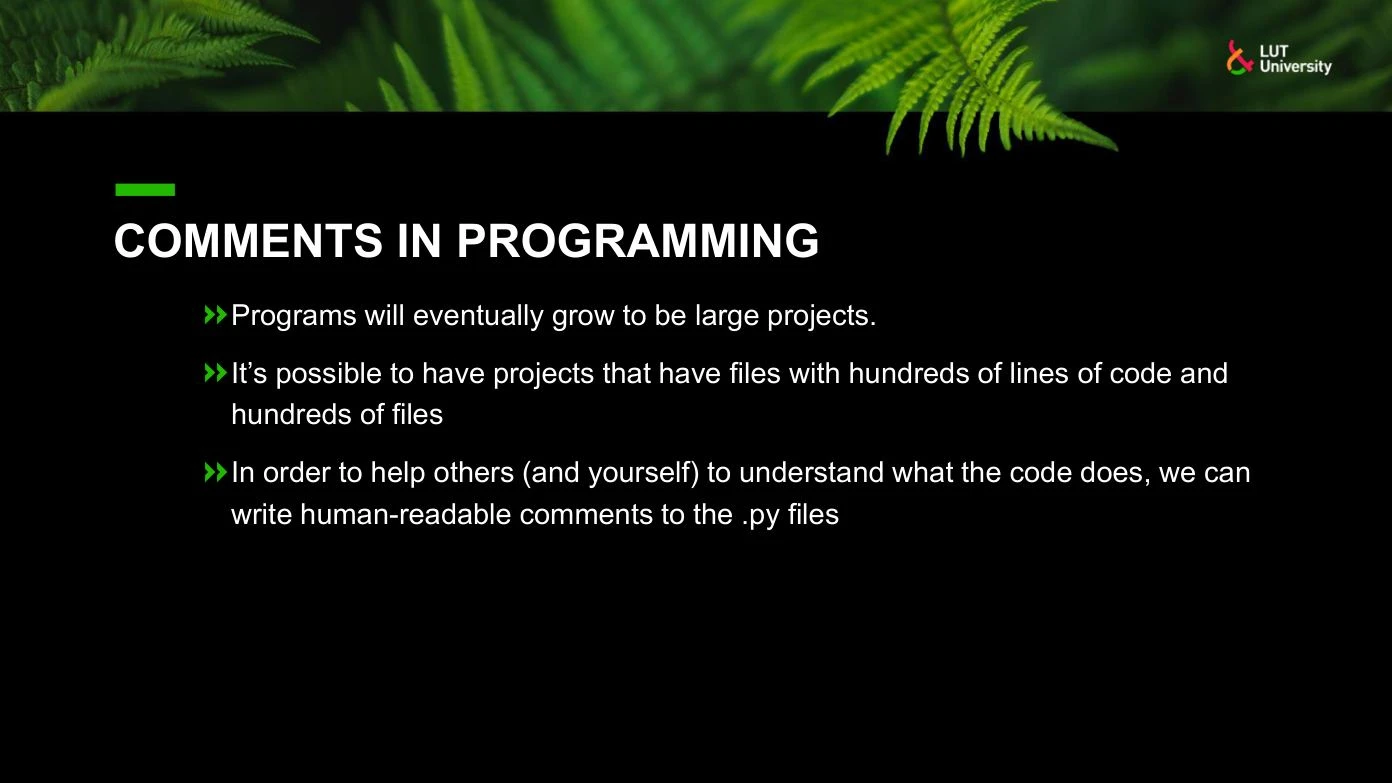 LUT
University
COMMENTS IN PROGRAMMING
Programs will eventually grow to be large projects.
It’s possible to have projects that have files with hundreds of lines of code and
hundreds of files
In order to help others (and yourself) to understand what the code does, we can
write human-readable comments to the .py files